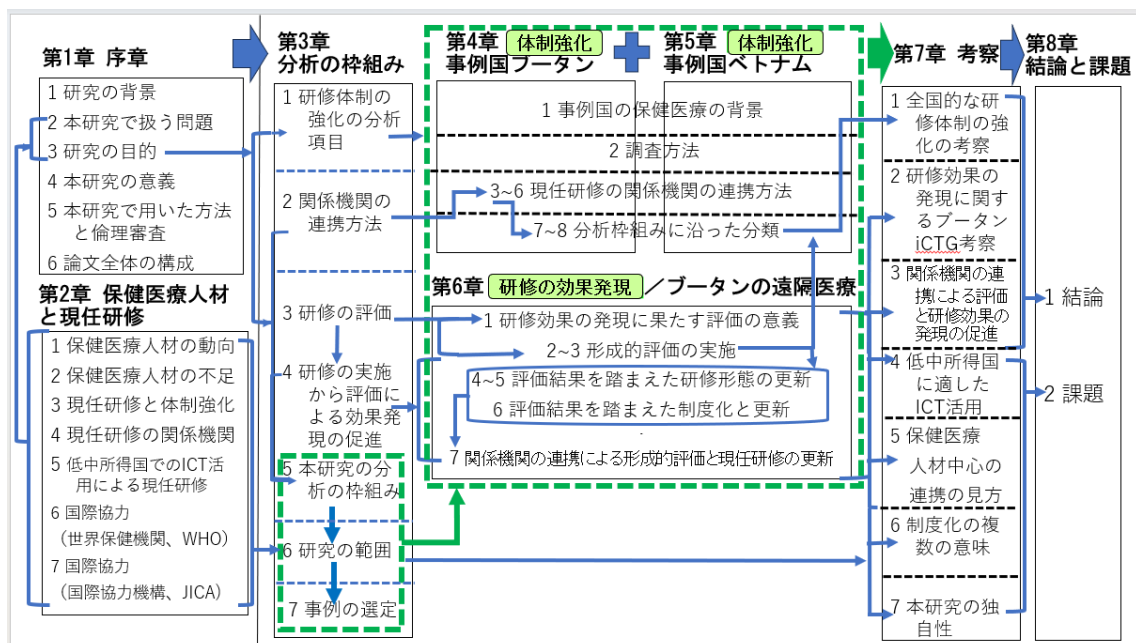 第1章 序章
1 研究の背景
2 本研究で扱う問題
3 研究の目的
4 本研究の意義
5 本研究で用いた方法
と倫理審査
6 論文全体の構成
第2章 保健医療人材
と現任研修
1 保健医療人材の動向
2 保健医療人材の不足
3 現任研修と体制強化
4 現任研修の関係機関
5 低中所得国でのICT活
用による現任研修
6 国際協力
（世界保健機関、WHO）
7 国際協力
（国際協力機構、JICA）
第3章
分析の枠組み
1 研修体制の
強化の分析
項目
2 関係機関の
連携方法
3 研修の評価
4 研修の実施
から評価に
よる効果発
現の促進
5 本研究の分
析の枠組み
6 研究の範囲
7 事例の選定
第4章 体制強化
事例国ブータン
第5章 体制強化
事例国ベトナム
1 事例国の保健医療の背景
2 調査方法
3~6 現任研修の関係機関の連携方法
7~8 分析枠組みに沿った分類
第6章 研修の効果発現／ブータンの遠隔医療
1 研修効果の発現に果たす評価の意義
2~3 形成的評価の実施
4~5 評価結果を踏まえた研修形態の更新
6 評価結果を踏まえた制度化と更新
7 関係機関の連携による形成的評価と現任研修の更新
第7章 考察
1 全国的な研
修体制の強
化の考察
2 研修効果の
発現に関す
るブータン
iCTG考察
3 関係機関の連
携による評価
と研修効果の
発現の促進
4 低中所得国
に適した
ICT活用
5 保健医療
人材中心の
連携の見方
6 制度化の複
数の意味
7 本研究の独
自性
第8章
結論と課題
1 結論
2 課題